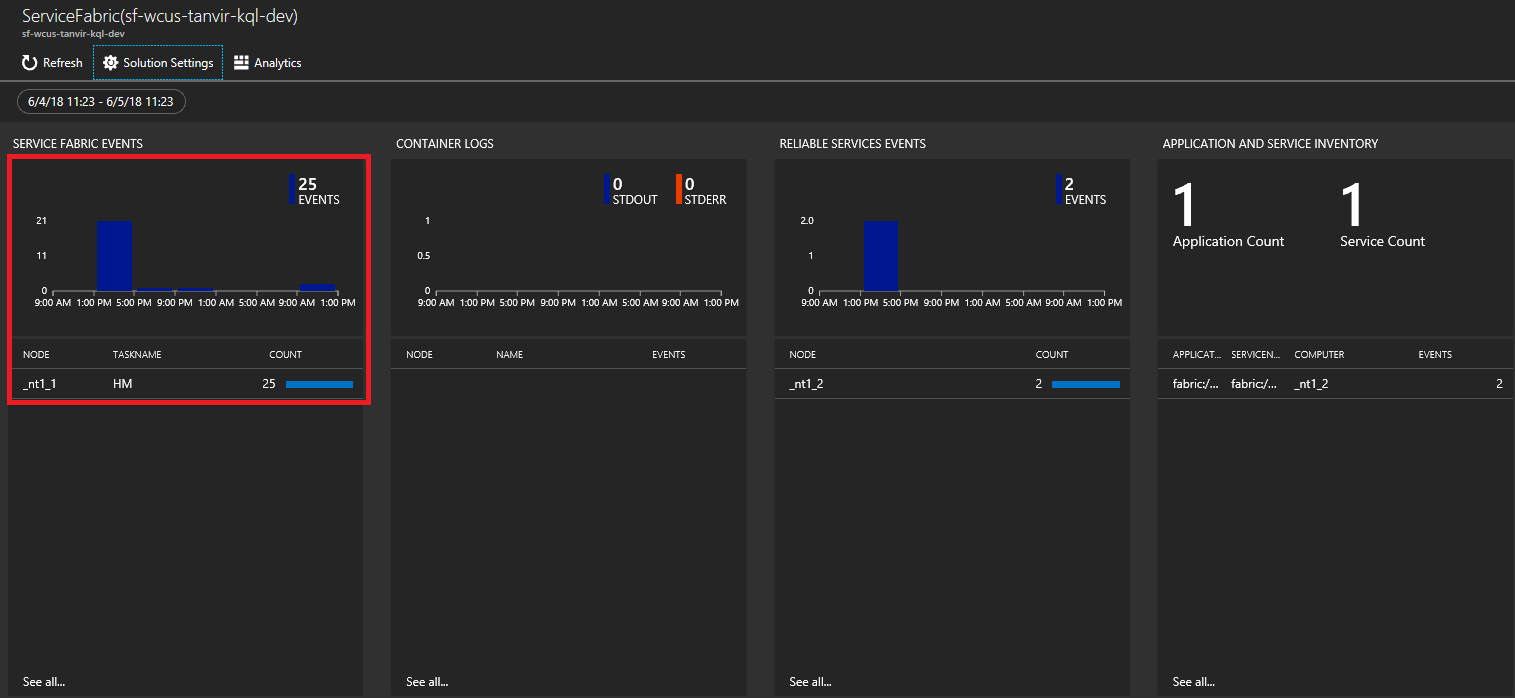 ServiceFabric(sf-wcus-tanvir-kql-dev)
sf-wcus-tanvir-kql-dev
Refresh Solution Settings Analytics
6/4/18 11:23 - 6/5/18 11:23
SERVICE FABRIC EVENTS
25
EVENTS
21
11
0
9:00 AM 1:00 PM 5:00 PM 9:00 PM 1:00 AM 5:00 AM 9:00 AM 1:00 PM
NODE TASKNAME COUNT
_nt1_1 HM 25
See all...
CONTAINER LOGS
0 0
STDOUT STDERR
1
0.5
0
9:00 AM 1:00 PM 5:00 PM 9:00 PM 1:00 AM 5:00 AM 9:00 AM 1:00 PM
NODE NAME EVENTS
See all...
RELIABLE SERVICES EVENTS
2
EVENTS
2.0
1
0
9:00 AM 1:00 PM 5:00 PM 9:00 PM 1:00 AM 5:00 AM 9:00 AM 1:00 PM
NODE COUNT
_nt1_2 2
See all...
APPLICATION AND SERVICE INVENTORY
1 1
Application Count Service Count
APPLICAT... SERVICEN... COMPUTER EVENTS
fabric:/... fabric:/... _nt1_2 2
See all...